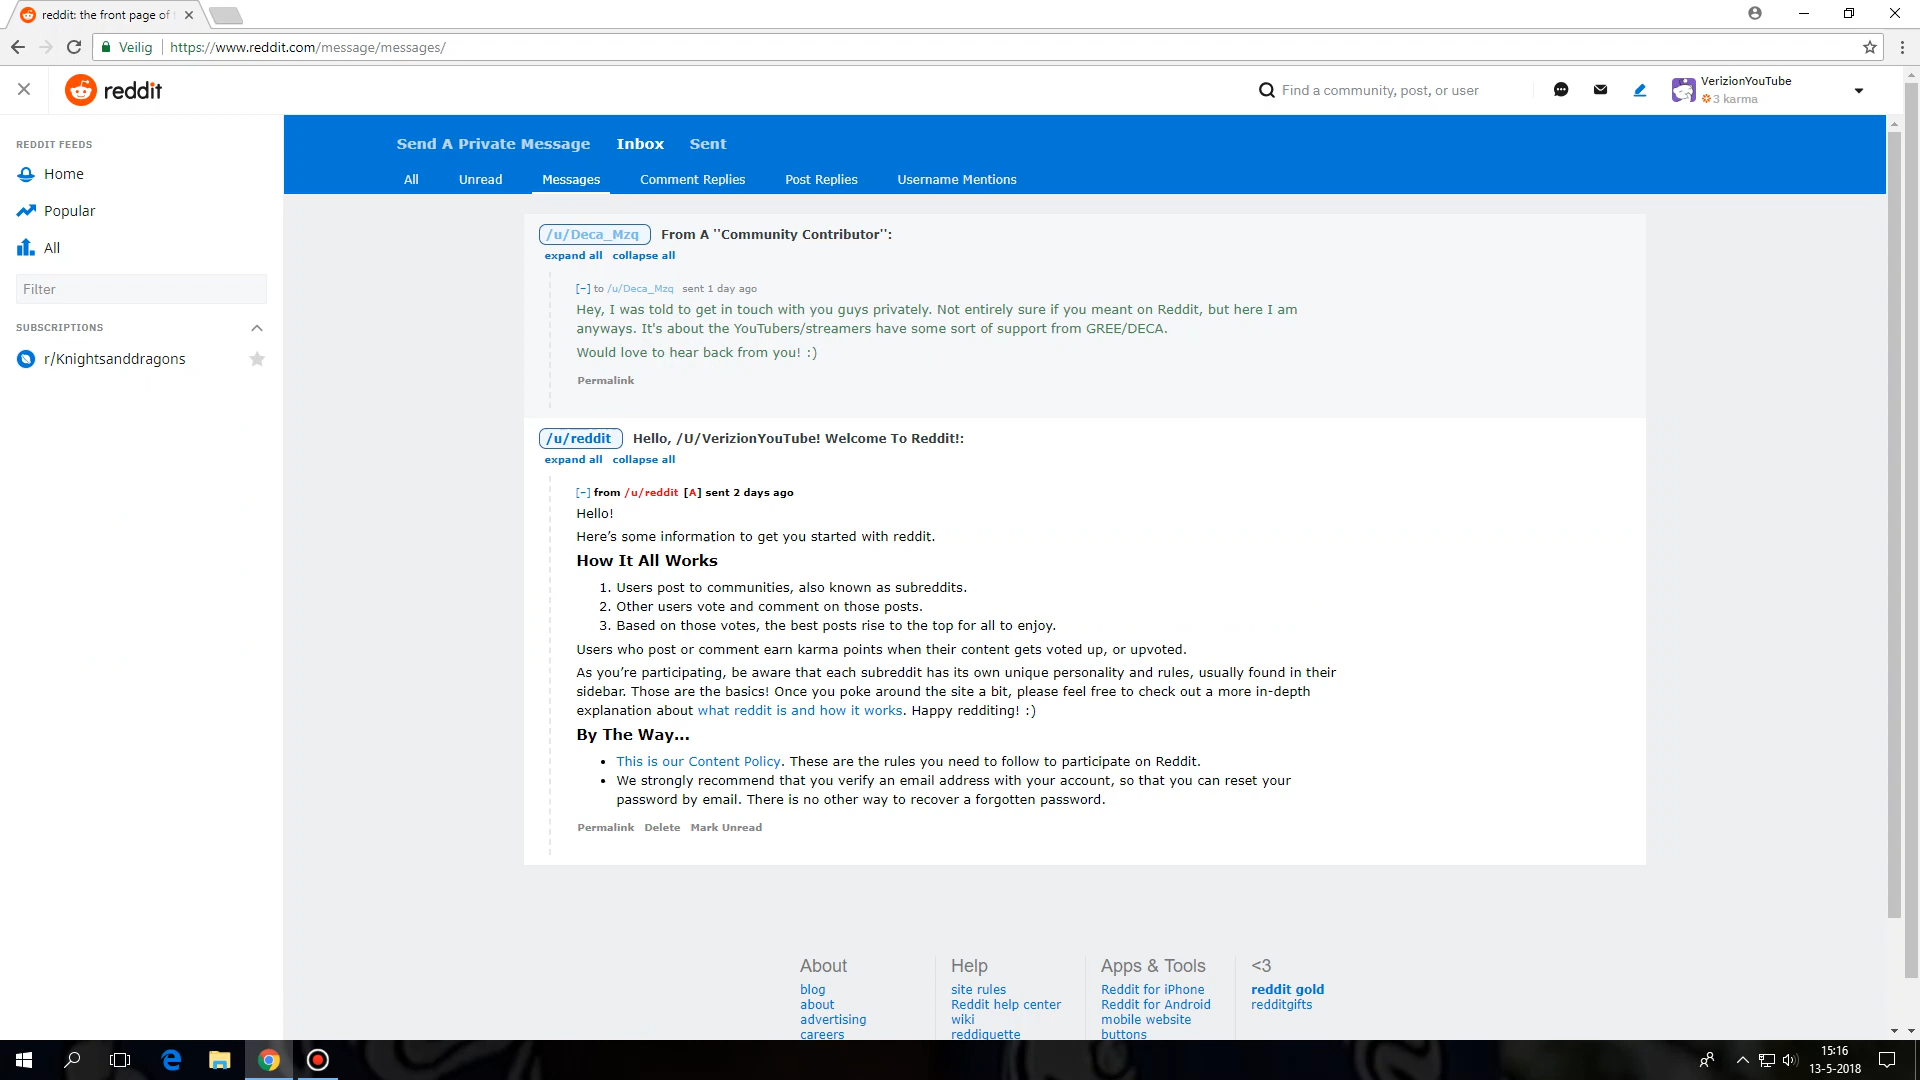 reddit: the front page of
Veilig
https://www.reddit.com/message/messages/
reddit
Find a community, post, or user
VerizionYouTube
3 karma
REDDIT FEEDS
Home
Popular
All
Filter
SUBSCRIPTIONS
r/Knightsanddragons
Send A Private Message Inbox Sent
All Unread Messages Comment Replies Post Replies Username Mentions
/u/Deca_Mzq From A ''Community Contributor'':
expand all collapse all
[–] to /u/Deca_Mzq sent 1 day ago
Hey, I was told to get in touch with you guys privately. Not entirely sure if you meant on Reddit, but here I am
anyways. It's about the YouTubers/streamers have some sort of support from GREE/DECA.
Would love to hear back from you! :)
Permalink
/u/reddit Hello, /U/VerizionYouTube! Welcome To Reddit!:
expand all collapse all
[–] from /u/reddit [A] sent 2 days ago
Hello!
Here’s some information to get you started with reddit.
How It All Works
1. Users post to communities, also known as subreddits.
2. Other users vote and comment on those posts.
3. Based on those votes, the best posts rise to the top for all to enjoy.
Users who post or comment earn karma points when their content gets voted up, or upvoted.
As you’re participating, be aware that each subreddit has its own unique personality and rules, usually found in their
sidebar. Those are the basics! Once you poke around the site a bit, please feel free to check out a more in-depth
explanation about what reddit is and how it works. Happy redditing! :)
By The Way...
• This is our Content Policy. These are the rules you need to follow to participate on Reddit.
• We strongly recommend that you verify an email address with your account, so that you can reset your
password by email. There is no other way to recover a forgotten password.
Permalink Delete Mark Unread
About
blog
about
advertising
careers
Help
site rules
Reddit help center
wiki
reddiquette
Apps & Tools
Reddit for iPhone
Reddit for Android
mobile website
buttons
<3
reddit gold
redditgifts
15:16
13-5-2018